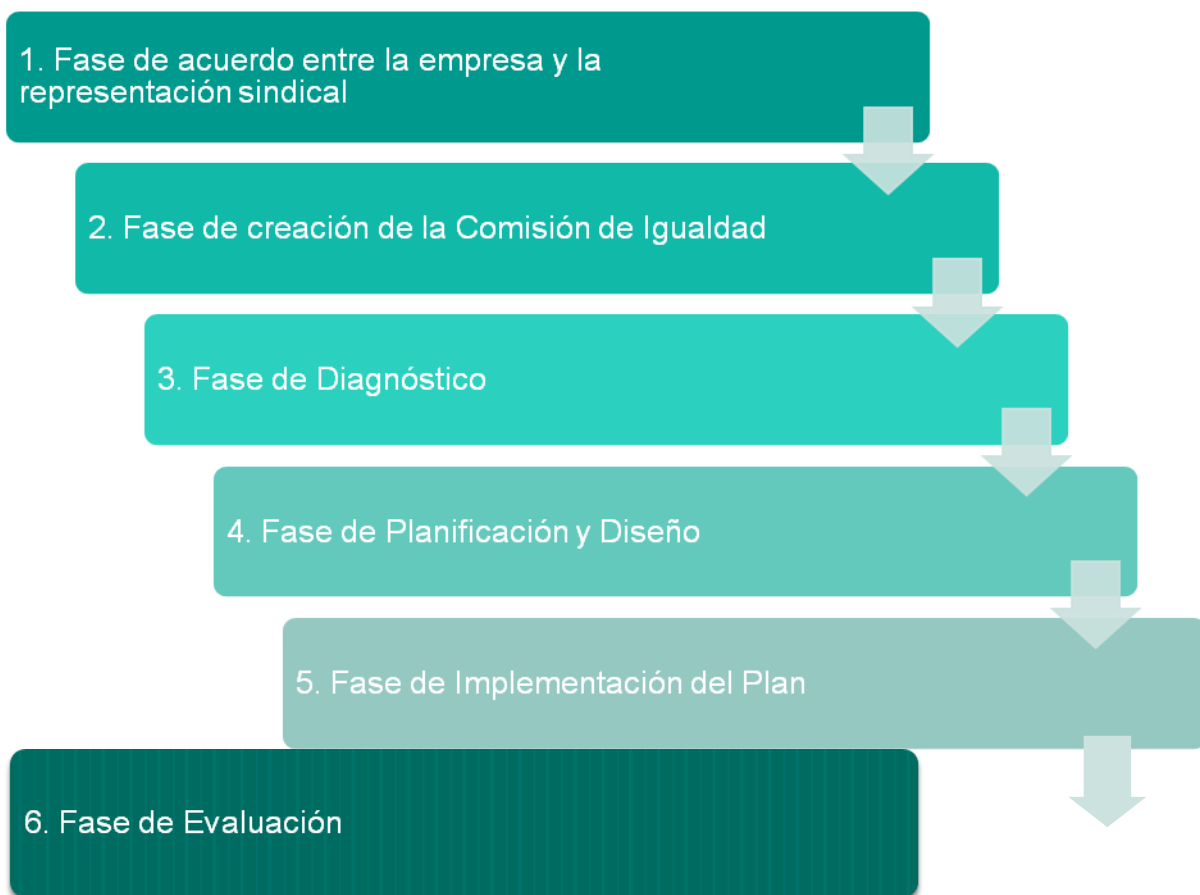 1. Fase de acuerdo entre la empresa y la
representación sindical
2. Fase de creación de la Comisión de Igualdad
3. Fase de Diagnóstico
4. Fase de Planificación y Diseño
5. Fase de Implementación del Plan
6. Fase de Evaluación